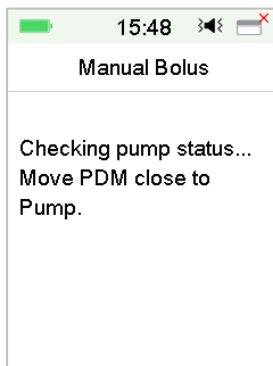 15:48
Manual Bolus
Checking pump status...
Move PDM close to
Pump.